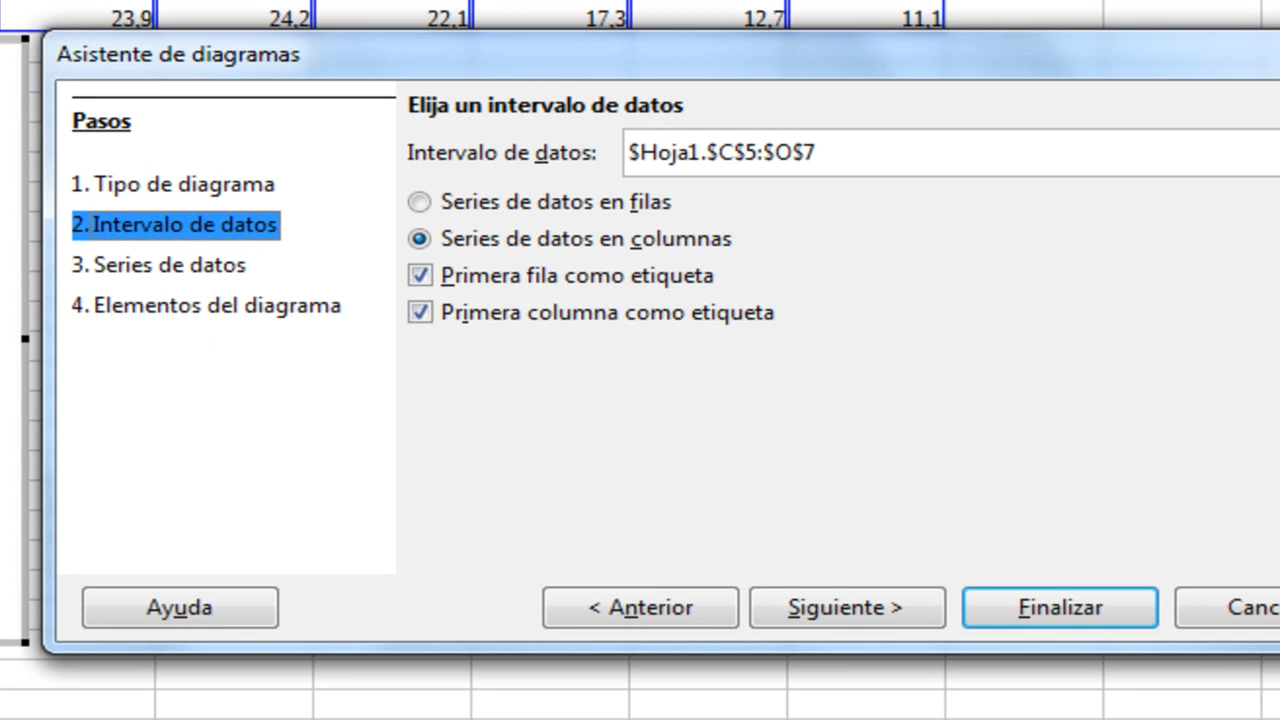 23,9 24,2 22,1 17,3 12,7 11,1
Asistente de diagramas
Pasos
1. Tipo de diagrama
2. Intervalo de datos
3. Series de datos
4. Elementos del diagrama
Elija un intervalo de datos
Intervalo de datos: $Hoja1.$C$5:$O$7
Series de datos en filas
Series de datos en columnas
Primera fila como etiqueta
Primera columna como etiqueta
Ayuda < Anterior Siguiente > Finalizar Canc